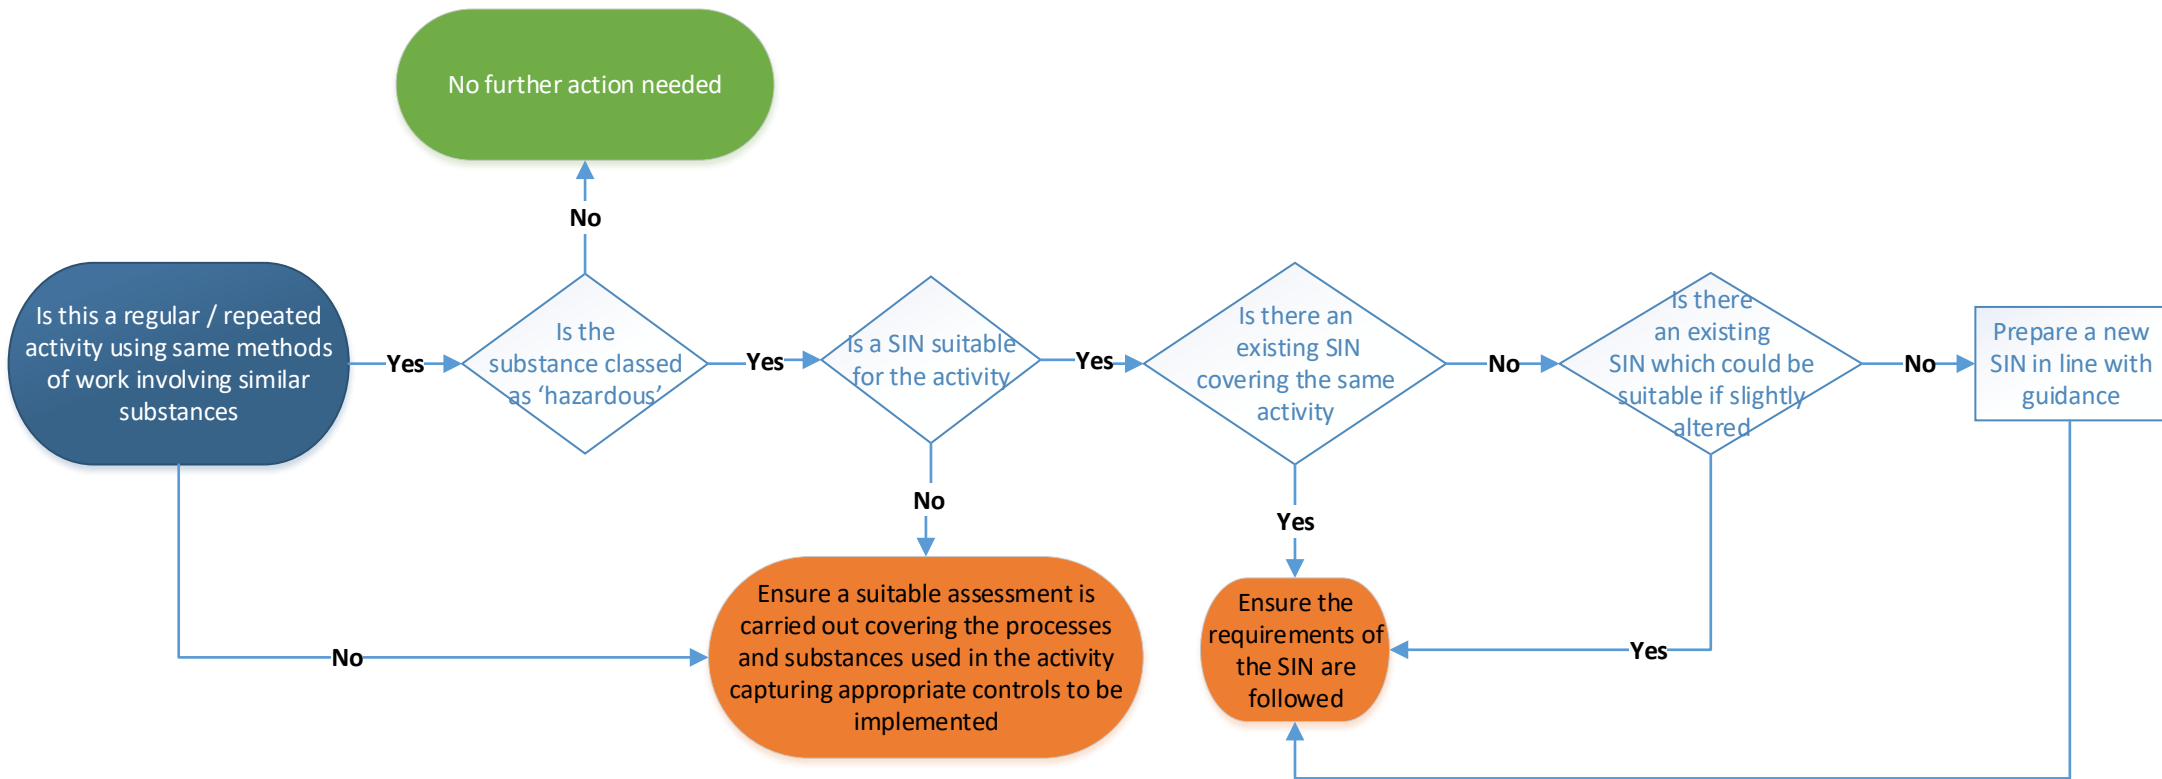 No further action needed
No
Is this a regular / repeated
activity using same methods
of work involving similar
substances
Yes
Is the
substance classed
as ‘hazardous’
Yes
Is a SIN suitable
for the activity
Yes
Is there an
existing SIN
covering the same
activity
No
Is there
an existing
SIN which could be
suitable if slightly
altered
No
Prepare a new
SIN in line with
guidance
No
Yes
No
Ensure a suitable assessment is
carried out covering the processes
and substances used in the activity
capturing appropriate controls to be
implemented
Ensure the
requirements of
the SIN are
followed
Yes